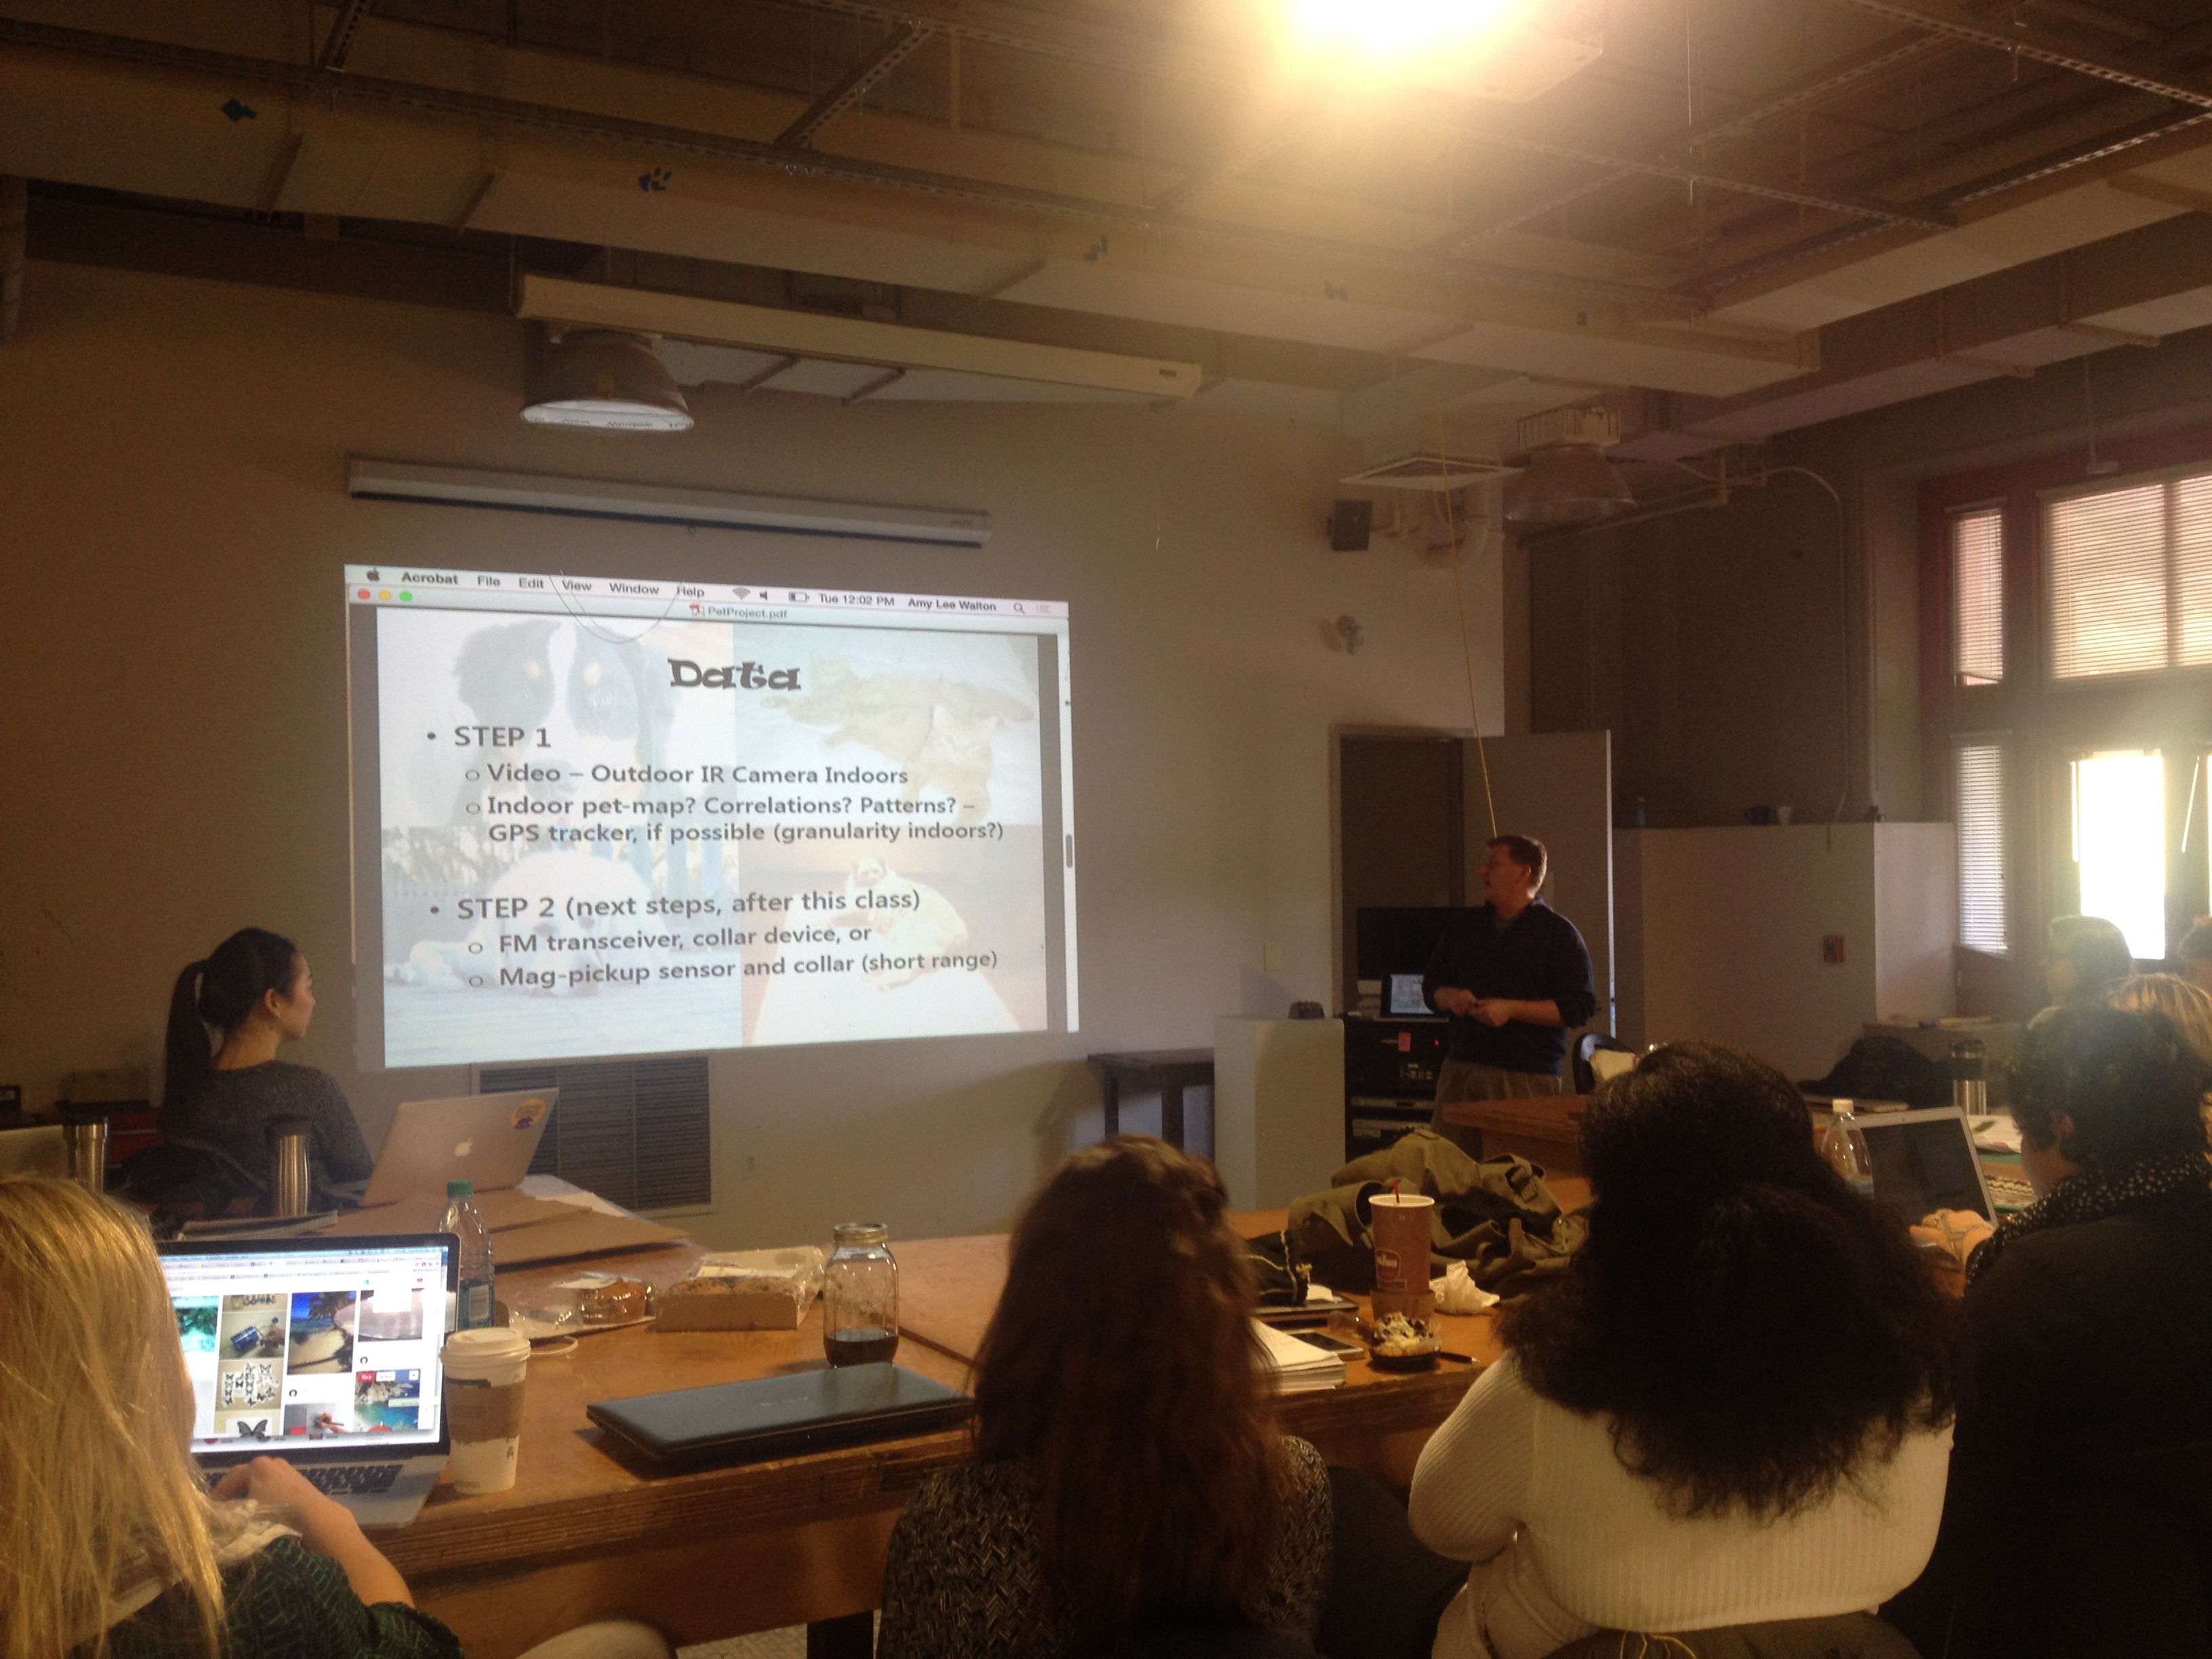 Acrobat File Edit View Window Help Tue 12:02 PM Amy Lee Walton
PetProject.pdf
Data
• STEP 1
o Video – Outdoor IR Camera Indoors
o Indoor pet-map? Correlations? Patterns? –
GPS tracker, if possible (granularity indoors?)
• STEP 2 (next steps, after this class)
o FM transceiver, collar device, or
o Mag-pickup sensor and collar (short range)